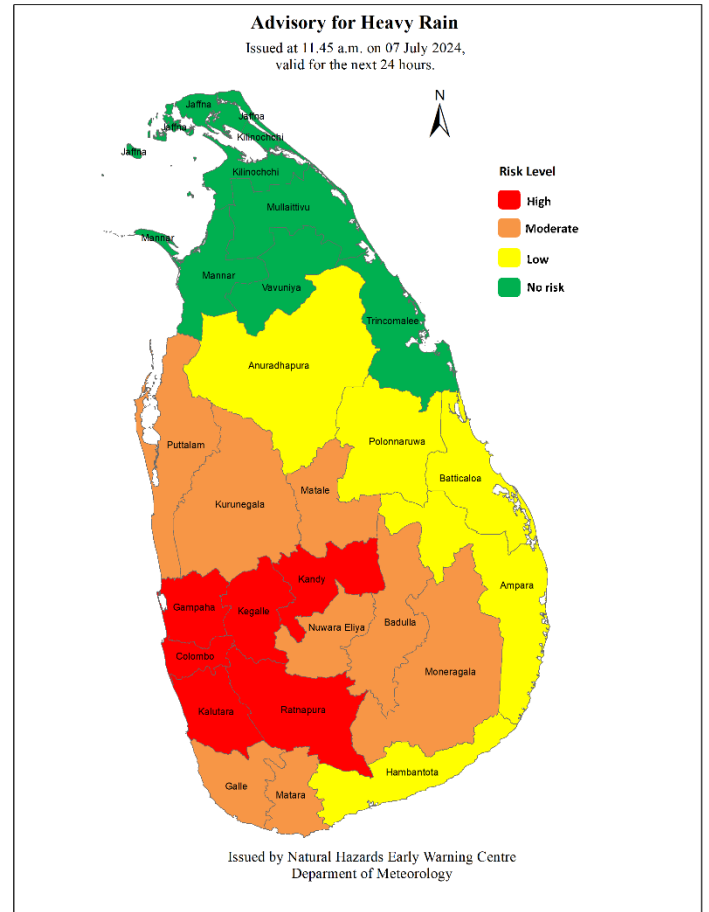 Advisory for Heavy Rain
Issued at 11.45 a.m. on 07 July 2024,
valid for the next 24 hours.
N
Risk Level
High
Moderate
Low
No risk
Jaffna
Jaffna
Jaffna
Kilinochchi
Jaffna
Kilinochchi
Mullaittivu
Mannar
Mannar
Vavuniya
Trincomalee
Anuradhapura
Puttalam
Polonnaruwa
Batticaloa
Matale
Kurunegala
Kandy
Ampara
Gampaha
Kegalle
Nuwara Eliya
Badulla
Colombo
Moneragala
Kalutara
Ratnapura
Hambantota
Galle
Matara
Issued by Natural Hazards Early Warning Centre
Deparment of Meteorology